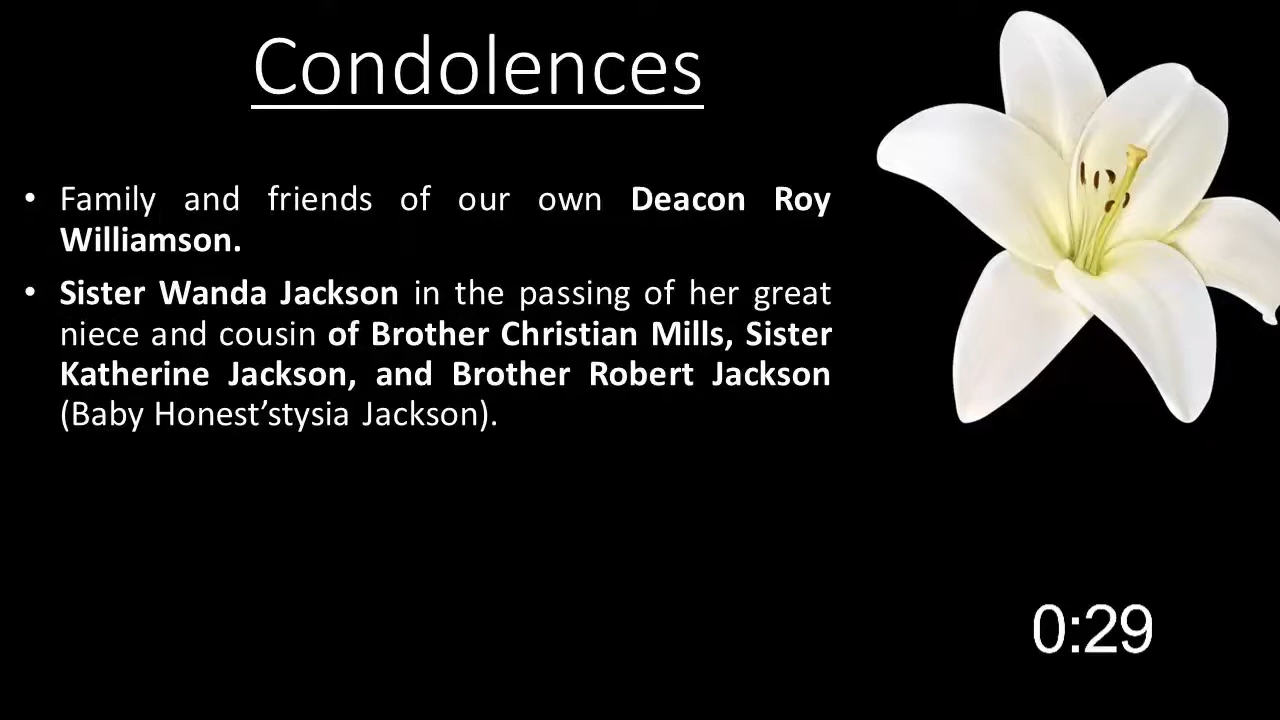 Condolences
• Family and friends of our own Deacon Roy
Williamson.
• Sister Wanda Jackson in the passing of her great
niece and cousin of Brother Christian Mills, Sister
Katherine Jackson, and Brother Robert Jackson
(Baby Honest’stysia Jackson).
0:29